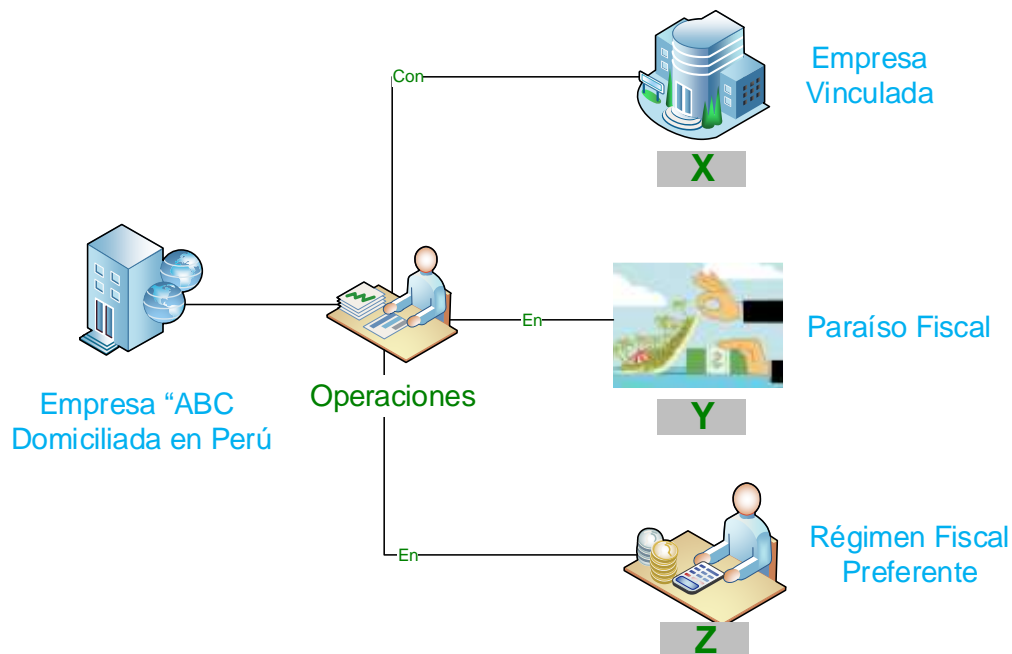 Con
Empresa
Vinculada
X
En
Paraíso Fiscal
Y
Empresa “ABC
Domiciliada en Perú
Operaciones
En
Régimen Fiscal
Preferente
Z